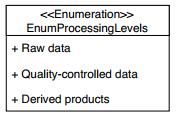 <<Enumeration>>
EnumProcessingLevels
+ Raw data
+ Quality-controlled data
+ Derived products